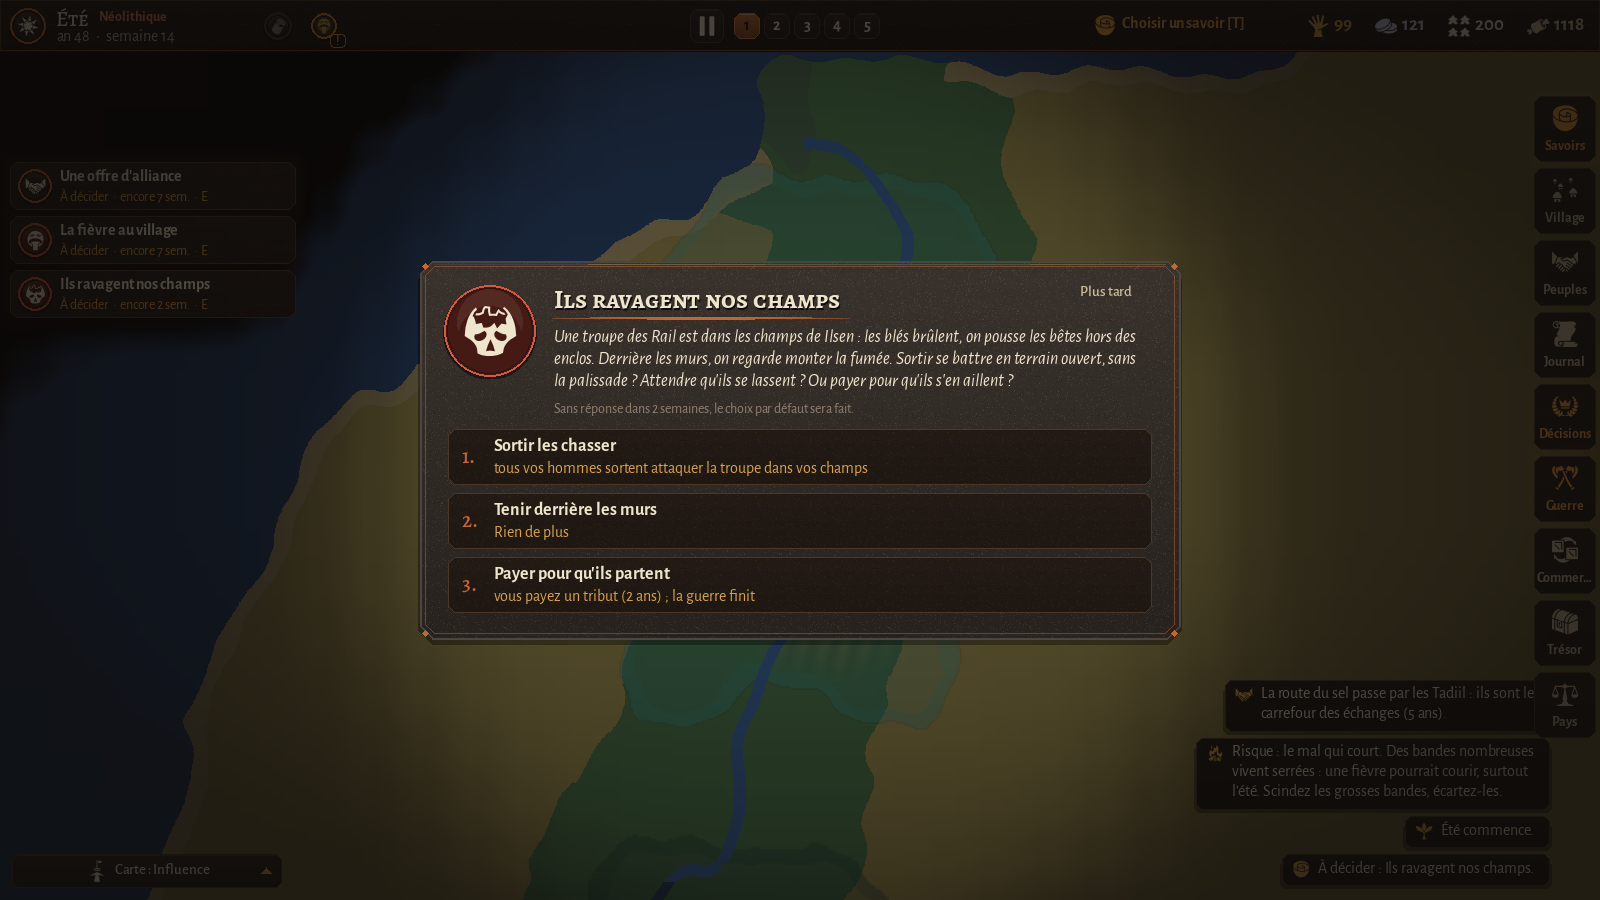 Été Néolithique
an 48 · semaine 14
1 2 3 4 5
Choisir un savoir [T]
99 121 200 1118
Une offre d'alliance
À décider · encore 7 sem. · E
La fièvre au village
À décider · encore 7 sem. · E
Ils ravagent nos champs
À décider · encore 2 sem. · E
Ils ravagent nos champs
Plus tard
Une troupe des Rail est dans les champs de Ilsen : les blés brûlent, on pousse les bêtes hors des
enclos. Derrière les murs, on regarde monter la fumée. Sortir se battre en terrain ouvert, sans
la palissade ? Attendre qu'ils se lassent ? Ou payer pour qu'ils s'en aillent ?
Sans réponse dans 2 semaines, le choix par défaut sera fait.
1. Sortir les chasser
tous vos hommes sortent attaquer la troupe dans vos champs
2. Tenir derrière les murs
Rien de plus
3. Payer pour qu'ils partent
vous payez un tribut (2 ans) ; la guerre finit
Savoirs
Village
Peuples
Journal
Décisions
Guerre
Commer...
Trésor
Pays
La route du sel passe par les Tadiil : ils sont le
carrefour des échanges (5 ans).
Risque : le mal qui court. Des bandes nombreuses
vivent serrées : une fièvre pourrait courir, surtout
l'été. Scindez les grosses bandes, écartez-les.
Été commence.
À décider : Ils ravagent nos champs.
Carte : Influence